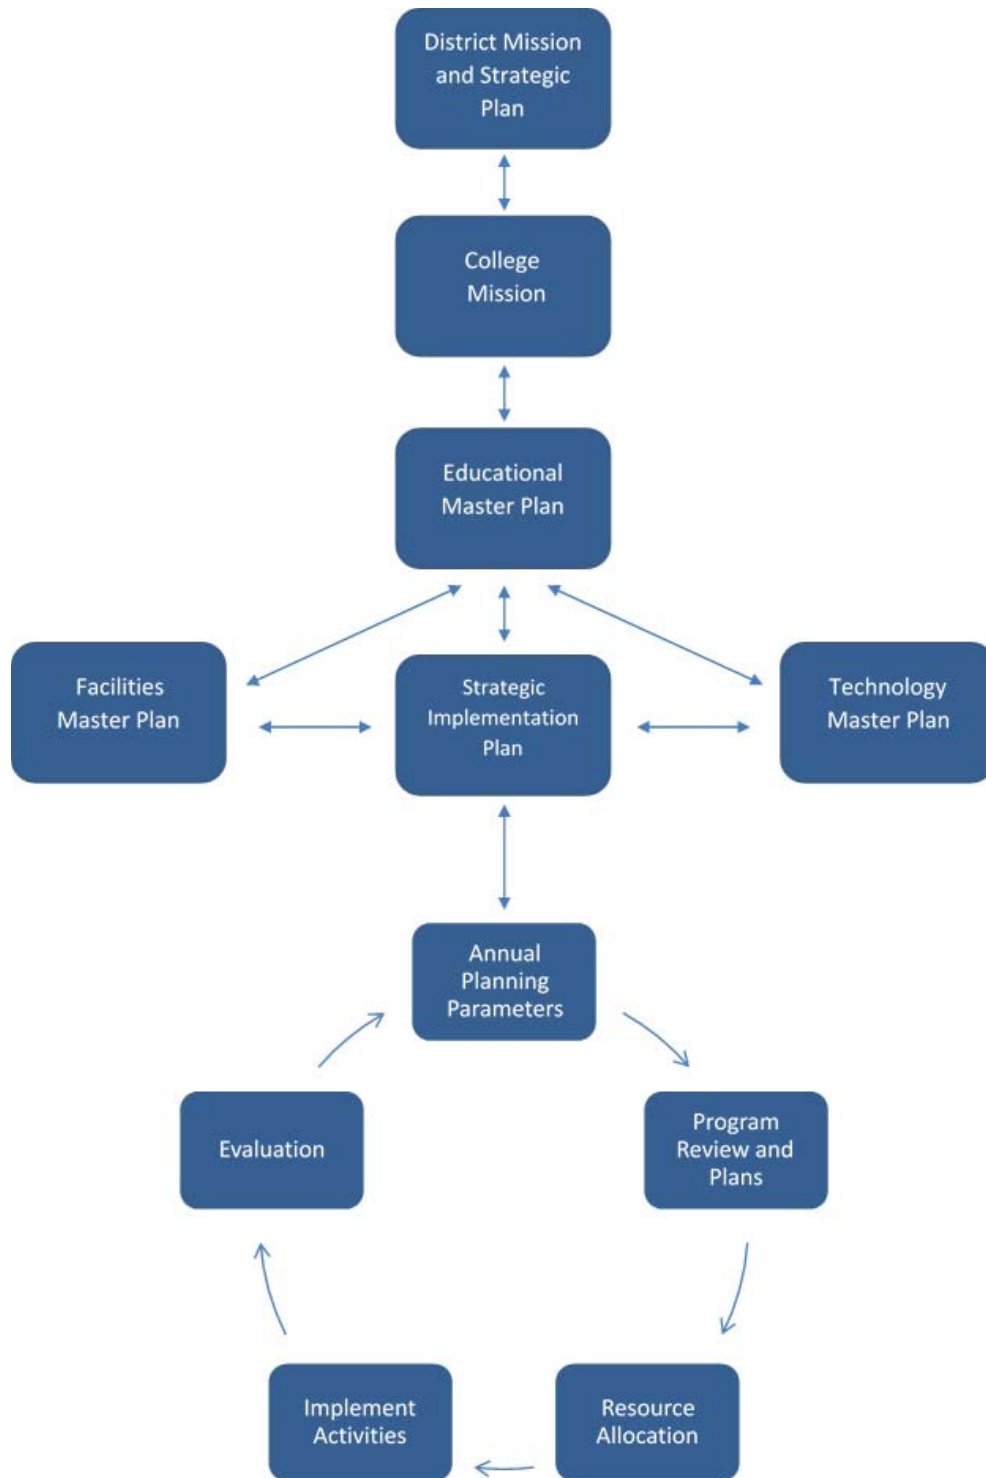 District Mission
and Strategic
Plan
College
Mission
Educational
Master Plan
Facilities
Master Plan
Strategic
Implementation
Plan
Technology
Master Plan
Annual
Planning
Parameters
Evaluation
Program
Review and
Plans
Implement
Activities
Resource
Allocation